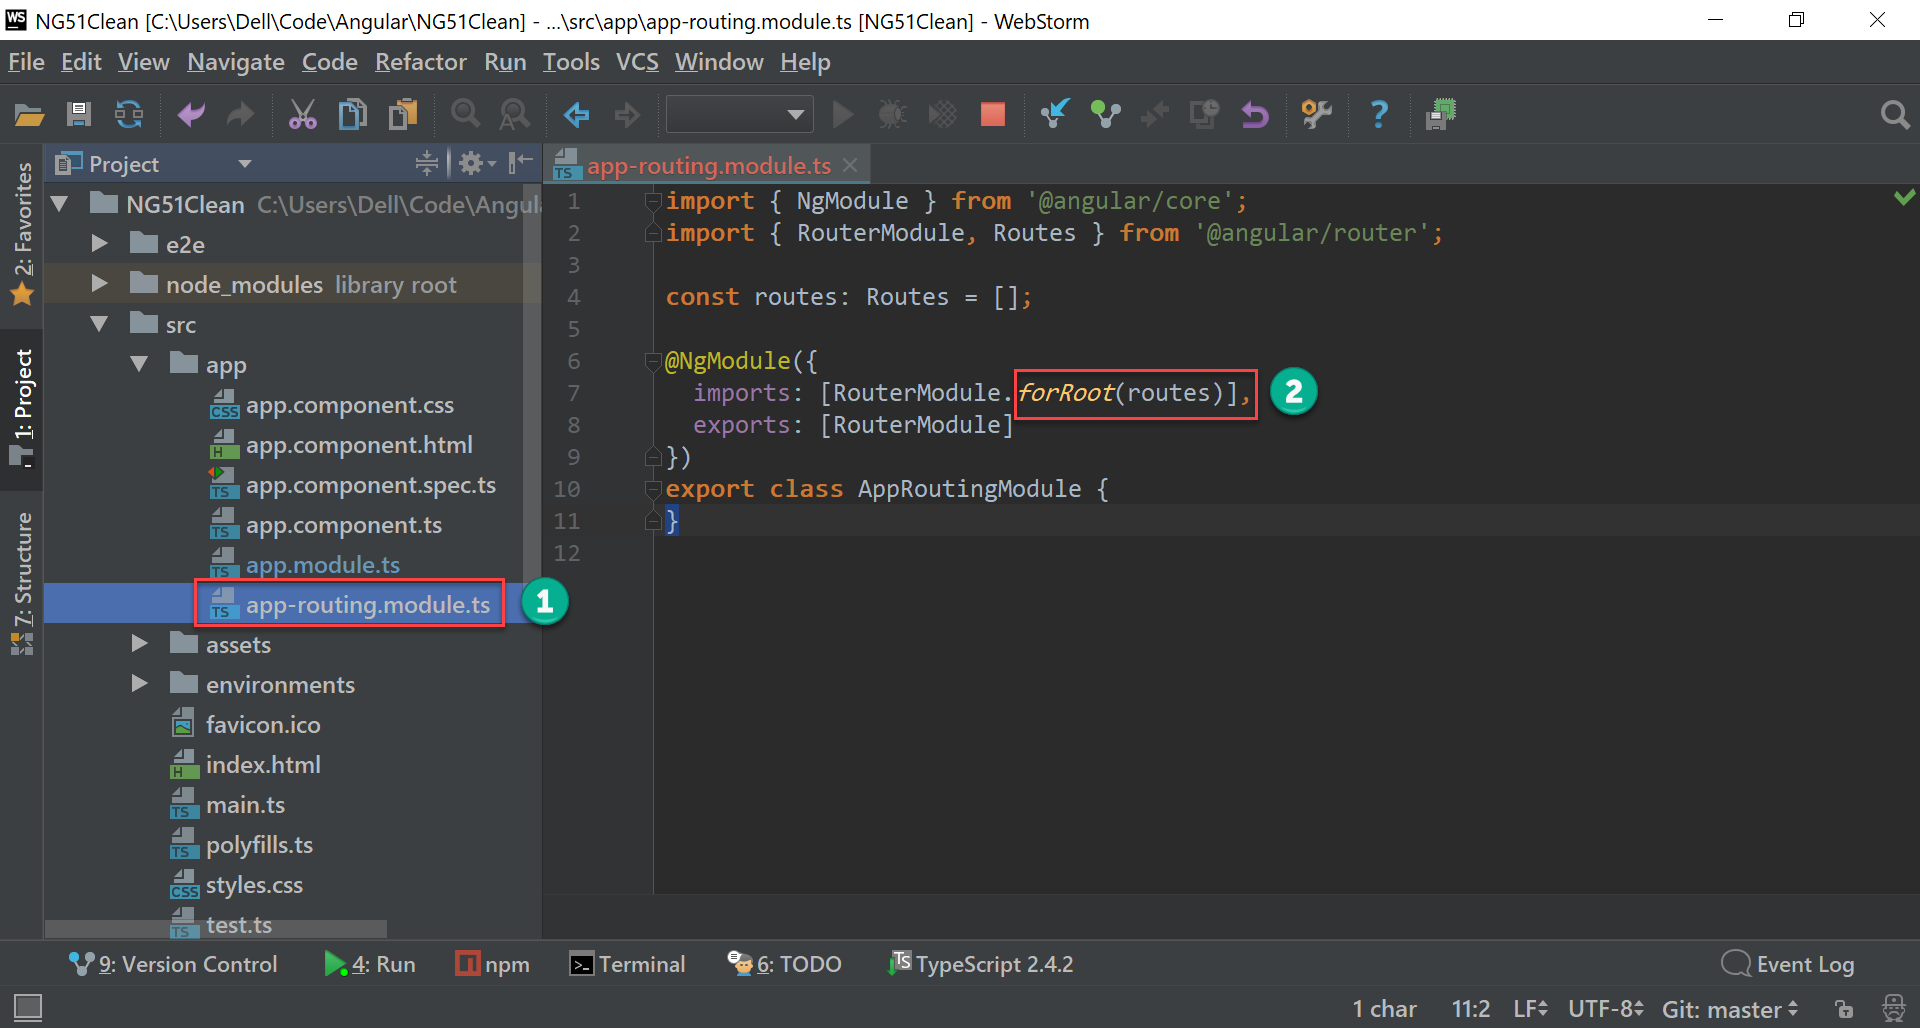 WS NG51Clean [C:\Users\Dell\Code\Angular\NG51Clean] - ...\src\app\app-routing.module.ts [NG51Clean] - WebStorm
File Edit View Navigate Code Refactor Run Tools VCS Window Help
Project
app-routing.module.ts
2: Favorites
1: Project
7: Structure
NG51Clean C:\Users\Dell\Code\Angul
e2e
node_modules library root
src
app
app.component.css
app.component.html
app.component.spec.ts
app.component.ts
app.module.ts
app-routing.module.ts 1
assets
environments
favicon.ico
index.html
main.ts
polyfills.ts
styles.css
test.ts
1 import { NgModule } from '@angular/core';
2 import { RouterModule, Routes } from '@angular/router';
3
4 const routes: Routes = [];
5
6 @NgModule({
7 imports: [RouterModule.forRoot(routes)], 2
8 exports: [RouterModule]
9 })
10 export class AppRoutingModule {
11 }
12
9: Version Control 4: Run npm Terminal 6: TODO TypeScript 2.4.2 Event Log
1 char 11:2 LF UTF-8 Git: master